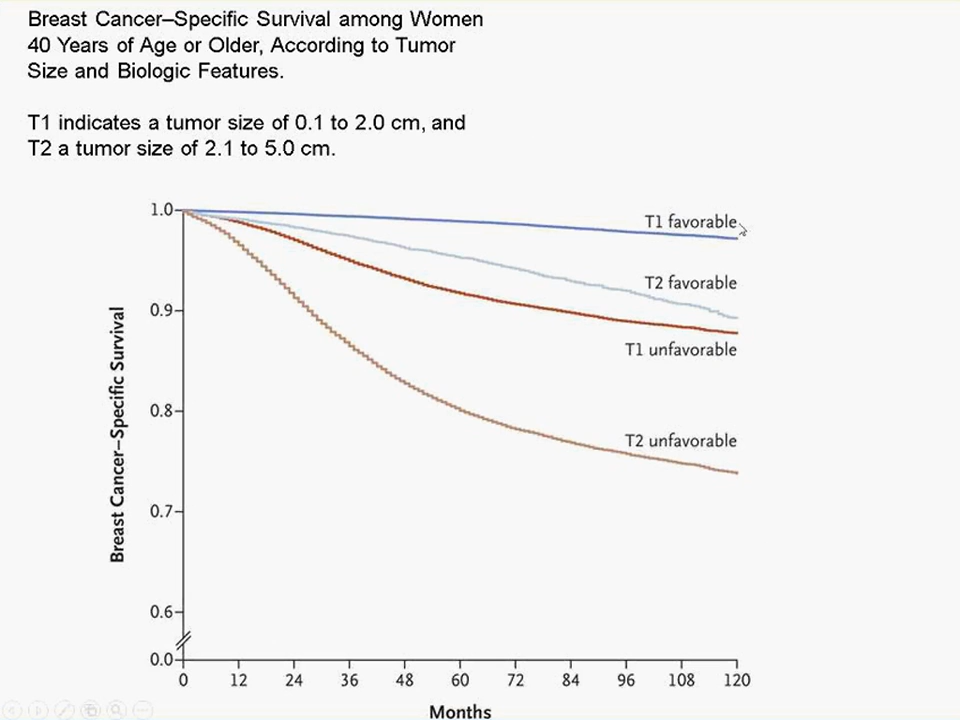 Breast Cancer–Specific Survival among Women
40 Years of Age or Older, According to Tumor
Size and Biologic Features.
T1 indicates a tumor size of 0.1 to 2.0 cm, and
T2 a tumor size of 2.1 to 5.0 cm.
1.0
T1 favorable
T2 favorable
0.9
T1 unfavorable
0.8
T2 unfavorable
0.7
0.6
0.0
Breast Cancer–Specific Survival
0 12 24 36 48 60 72 84 96 108 120
Months